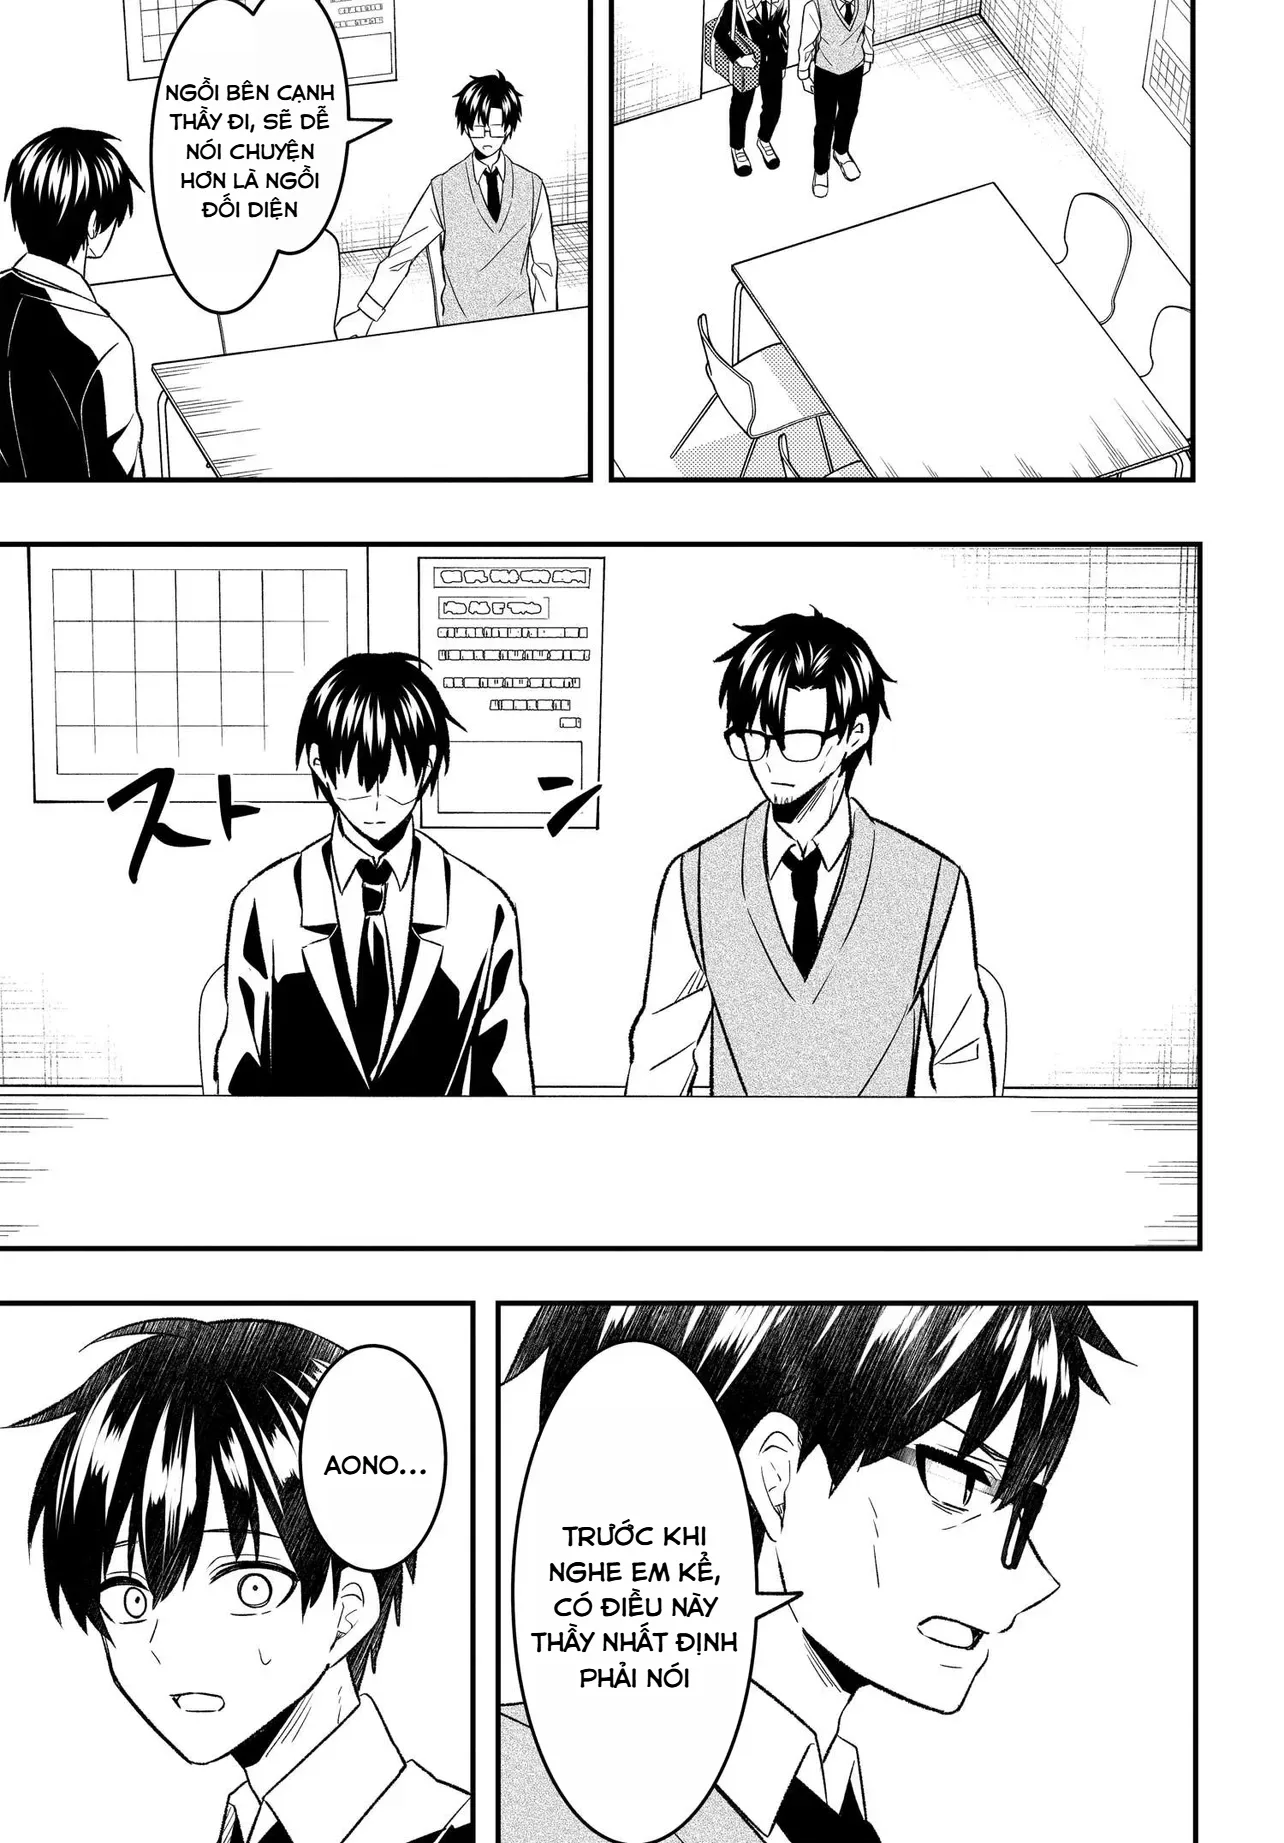 NGỒI BÊN CẠNH
THẦY ĐI, SẼ DỄ
NÓI CHUYỆN
HƠN LÀ NGỒI
ĐỐI DIỆN
ストン
TRƯỚC KHI
NGHE EM KỂ,
CÓ ĐIỀU NÀY
THẦY NHẤT ĐỊNH
PHẢI NÓI
AONO...